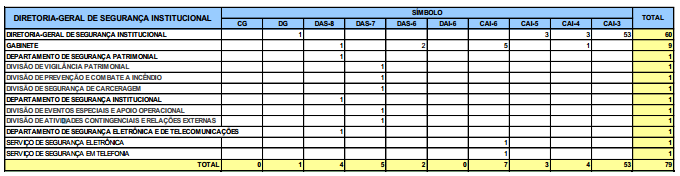 DIRETORIA-GERAL DE SEGURANÇA INSTITUCIONAL SÍMBOLO TOTAL
CG DG DAS-8 DAS-7 DAS-6 DAI-6 CAI-6 CAI-5 CAI-4 CAI-3
DIRETORIA-GERAL DE SEGURANÇA INSTITUCIONAL 1 3 3 53 60
GABINETE 1 2 5 1 9
DEPARTAMENTO DE SEGURANÇA PATRIMONIAL 1 1
DIVISÃO DE VIGILÂNCIA PATRIMONIAL 1 1
DIVISÃO DE PREVENÇÃO E COMBATE A INCÊNDIO 1 1
DIVISÃO DE SEGURANÇA DE CARCERAGEM 1 1
DEPARTAMENTO DE SEGURANÇA INSTITUCIONAL 1 1
DIVISÃO DE EVENTOS ESPECIAIS E APOIO OPERACIONAL 1 1
DIVISÃO DE ATIVIDADES CONTINGENCIAIS E RELAÇÕES EXTERNAS 1 1
DEPARTAMENTO DE SEGURANÇA ELETRÔNICA E DE TELECOMUNICAÇÕES 1 1
SERVIÇO DE SEGURANÇA ELETRÔNICA 1 1
SERVIÇO DE SEGURANÇA EM TELEFONIA 1 1
TOTAL 0 1 4 5 2 0 7 3 4 53 79